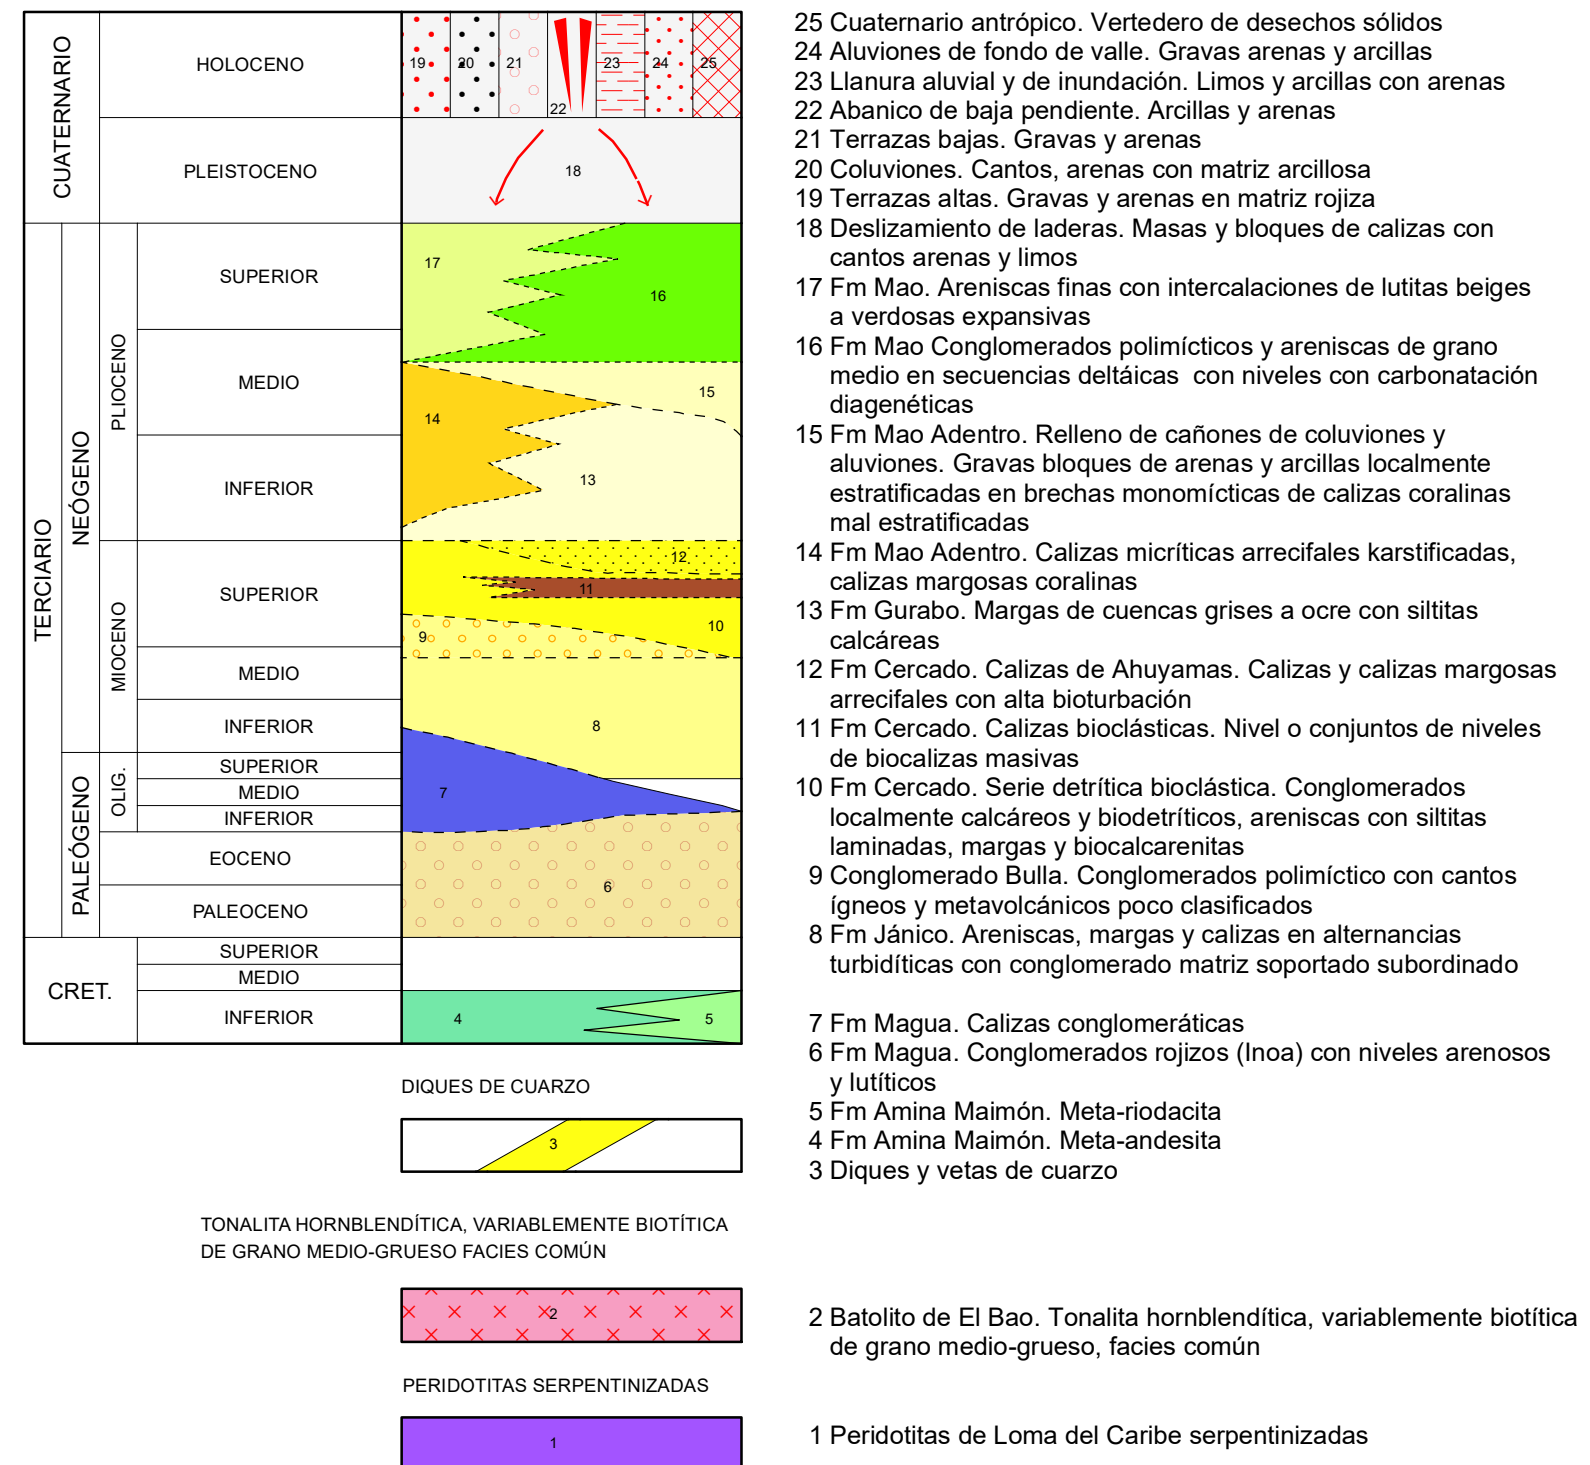 CUATERNARIO
HOLOCENO
PLEISTOCENO
19
20
21
22
23
24
25
18
TERCIARIO
NEÓGENO
PLIOCENO
SUPERIOR
MEDIO
INFERIOR
17
16
15
14
13
MIOCENO
SUPERIOR
MEDIO
INFERIOR
12
11
10
9
8
PALEÓGENO
OLIG.
SUPERIOR
MEDIO
INFERIOR
7
EOCENO
PALEOCENO
6
CRET.
SUPERIOR
MEDIO
INFERIOR
4
5
DIQUES DE CUARZO
3
TONALITA HORNBLENDÍTICA, VARIABLEMENTE BIOTÍTICA
DE GRANO MEDIO-GRUESO FACIES COMÚN
2
PERIDOTITAS SERPENTINIZADAS
1
25 Cuaternario antrópico. Vertedero de desechos sólidos
24 Aluviones de fondo de valle. Gravas arenas y arcillas
23 Llanura aluvial y de inundación. Limos y arcillas con arenas
22 Abanico de baja pendiente. Arcillas y arenas
21 Terrazas bajas. Gravas y arenas
20 Coluviones. Cantos, arenas con matriz arcillosa
19 Terrazas altas. Gravas y arenas en matriz rojiza
18 Deslizamiento de laderas. Masas y bloques de calizas con
cantos arenas y limos
17 Fm Mao. Areniscas finas con intercalaciones de lutitas beiges
a verdosas expansivas
16 Fm Mao Conglomerados polimícticos y areniscas de grano
medio en secuencias deltáicas con niveles con carbonatación
diagenéticas
15 Fm Mao Adentro. Relleno de cañones de coluviones y
aluviones. Gravas bloques de arenas y arcillas localmente
estratificadas en brechas monomícticas de calizas coralinas
mal estratificadas
14 Fm Mao Adentro. Calizas micríticas arrecifales karstificadas,
calizas margosas coralinas
13 Fm Gurabo. Margas de cuencas grises a ocre con siltitas
calcáreas
12 Fm Cercado. Calizas de Ahuyamas. Calizas y calizas margosas
arrecifales con alta bioturbación
11 Fm Cercado. Calizas bioclásticas. Nivel o conjuntos de niveles
de biocalizas masivas
10 Fm Cercado. Serie detrítica bioclástica. Conglomerados
localmente calcáreos y biodetríticos, areniscas con siltitas
laminadas, margas y biocalcarenitas
9 Conglomerado Bulla. Conglomerados polimíctico con cantos
ígneos y metavolcánicos poco clasificados
8 Fm Jánico. Areniscas, margas y calizas en alternancias
turbidíticas con conglomerado matriz soportado subordinado
7 Fm Magua. Calizas conglomeráticas
6 Fm Magua. Conglomerados rojizos (Inoa) con niveles arenosos
y lutíticos
5 Fm Amina Maimón. Meta-riodacita
4 Fm Amina Maimón. Meta-andesita
3 Diques y vetas de cuarzo
2 Batolito de El Bao. Tonalita hornblendítica, variablemente biotítica
de grano medio-grueso, facies común
1 Peridotitas de Loma del Caribe serpentinizadas